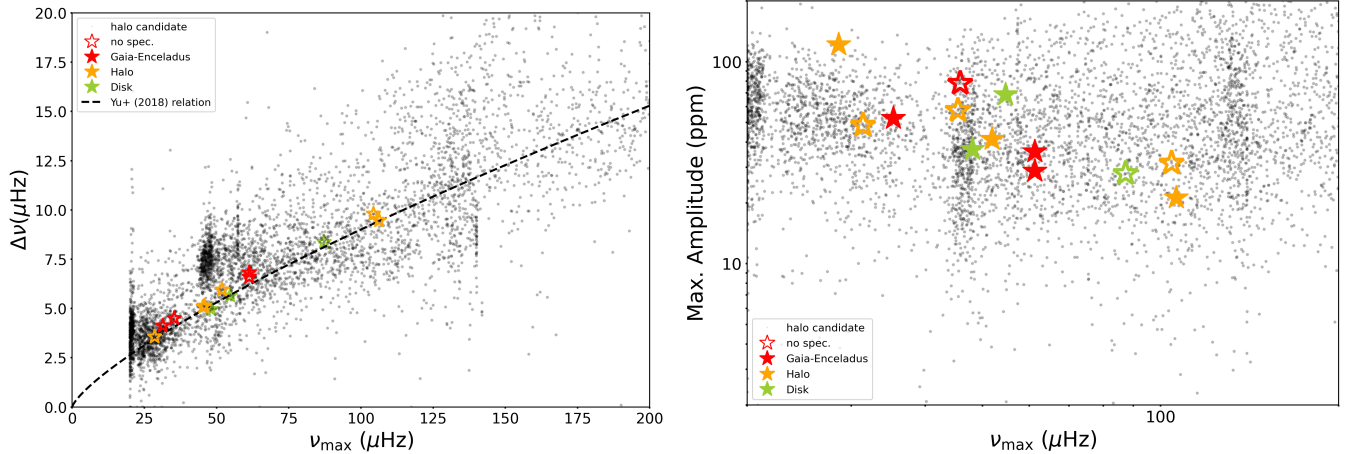 20.0
17.5
15.0
12.5
10.0
7.5
5.0
2.5
0.0
Δν(μHz)
halo candidate
no spec.
Gaia-Enceladus
Halo
Disk
Yu+ (2018) relation
0 25 50 75 100 125 150 175 200
νmax (μHz)
100
10
Max. Amplitude (ppm)
halo candidate
no spec.
Gaia-Enceladus
Halo
Disk
100
νmax (μHz)